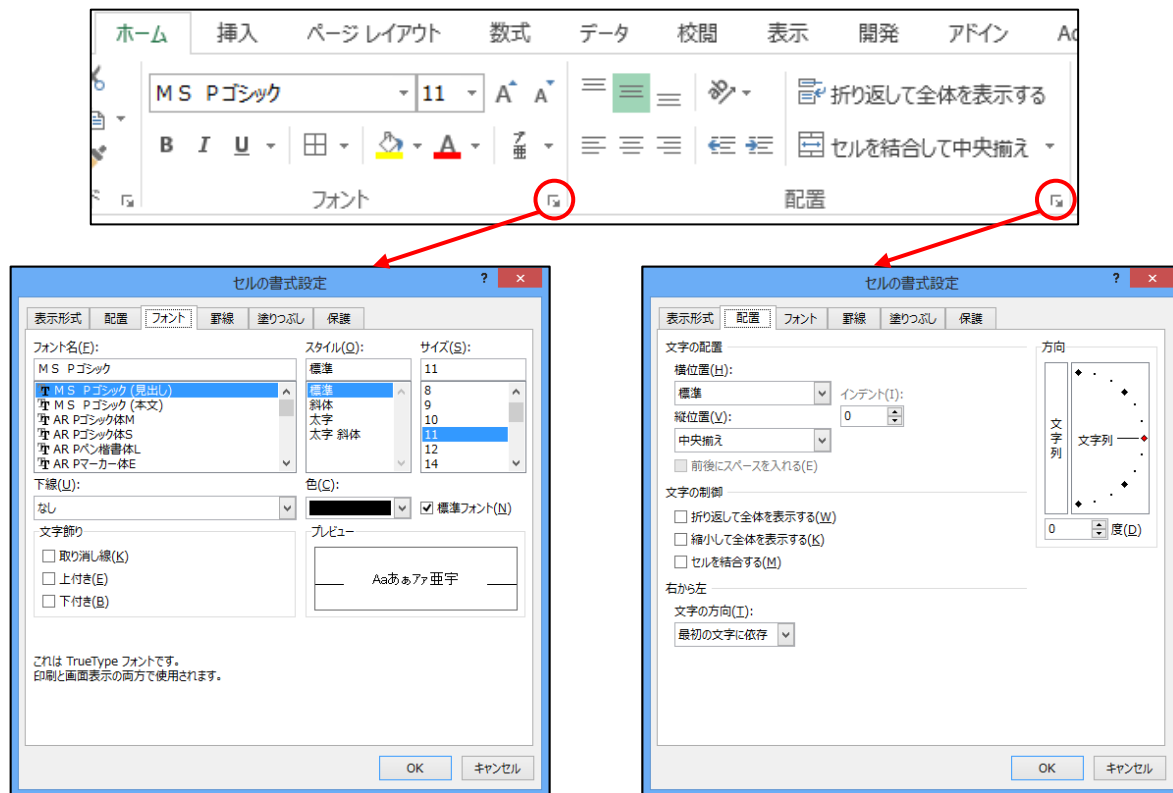 ホーム 挿入 ページ レイアウト 数式 データ 校閲 表示 開発 アドイン
MS Pゴシック 11 A A 折り返して全体を表示する
B I U A ア亜 セルを結合して中央揃え
フォント 配置
セルの書式設定 ?
表示形式 配置 フォント 罫線 塗りつぶし 保護
フォント名(F): スタイル(O): サイズ(S):
MS Pゴシック 標準 11
MS Pゴシック (見出し) 標準 8
MS Pゴシック (本文) 斜体 9
AR Pゴシック体M 太字 10
AR Pゴシック体S 太字 斜体 11
AR Pペン楷書体L 12
AR Pマーカー体E 14
下線(U): 色(C):
なし 標準フォント(N)
文字飾り プレビュー
取り消し線(K)
上付き(E) Aaあぁアァ亜宇
下付き(B)
これは TrueType フォントです。
印刷と画面表示の両方で使用されます。
OK キャンセル
セルの書式設定 ?
表示形式 配置 フォント 罫線 塗りつぶし 保護
文字の配置 方向
横位置(H):
標準 インデント(I):
縦位置(V): 0
中央揃え 文字列 文字列
前後にスペースを入れる(E)
文字の制御
折り返して全体を表示する(W)
縮小して全体を表示する(K) 0 度(D)
セルを結合する(M)
右から左
文字の方向(T):
最初の文字に依存
OK キャンセル